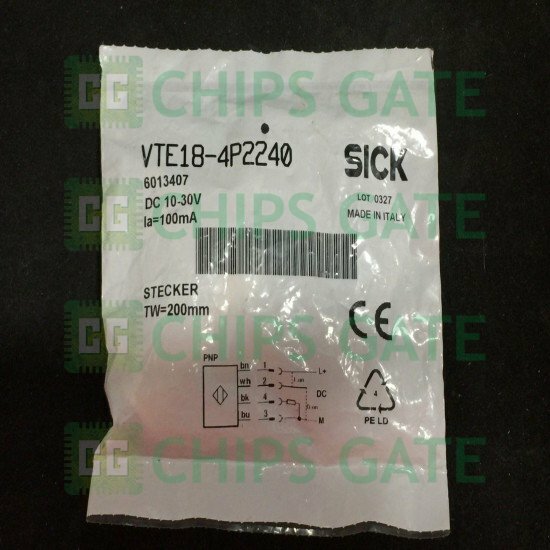 CHIPS GATE
VTE18-4P2240
SICK
6013407
LOT 0327
DC 10-30V
MADE IN ITALY
Ia=100mA
CHIPS GATE
STECKER
TW=200mm
CE
CHIPS GATE
PNP
bn 1 L+
wh 2
DC
bk 4
bu 3 M
4
PE LD
CHIPS GATE